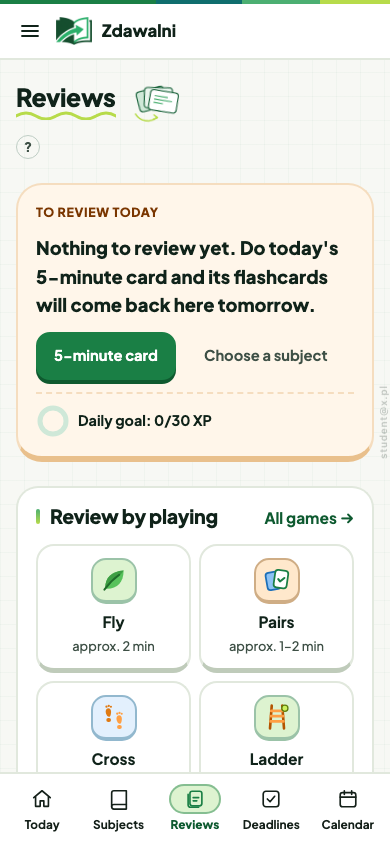 Zdawalni
Reviews
?
TO REVIEW TODAY
Nothing to review yet. Do today's
5-minute card and its flashcards
will come back here tomorrow.
5-minute card
Choose a subject
Daily goal: 0/30 XP
student@x.pl
Review by playing
All games →
Fly
Pairs
approx. 2 min
approx. 1–2 min
Cross
Ladder
Today
Subjects
Reviews
Deadlines
Calendar